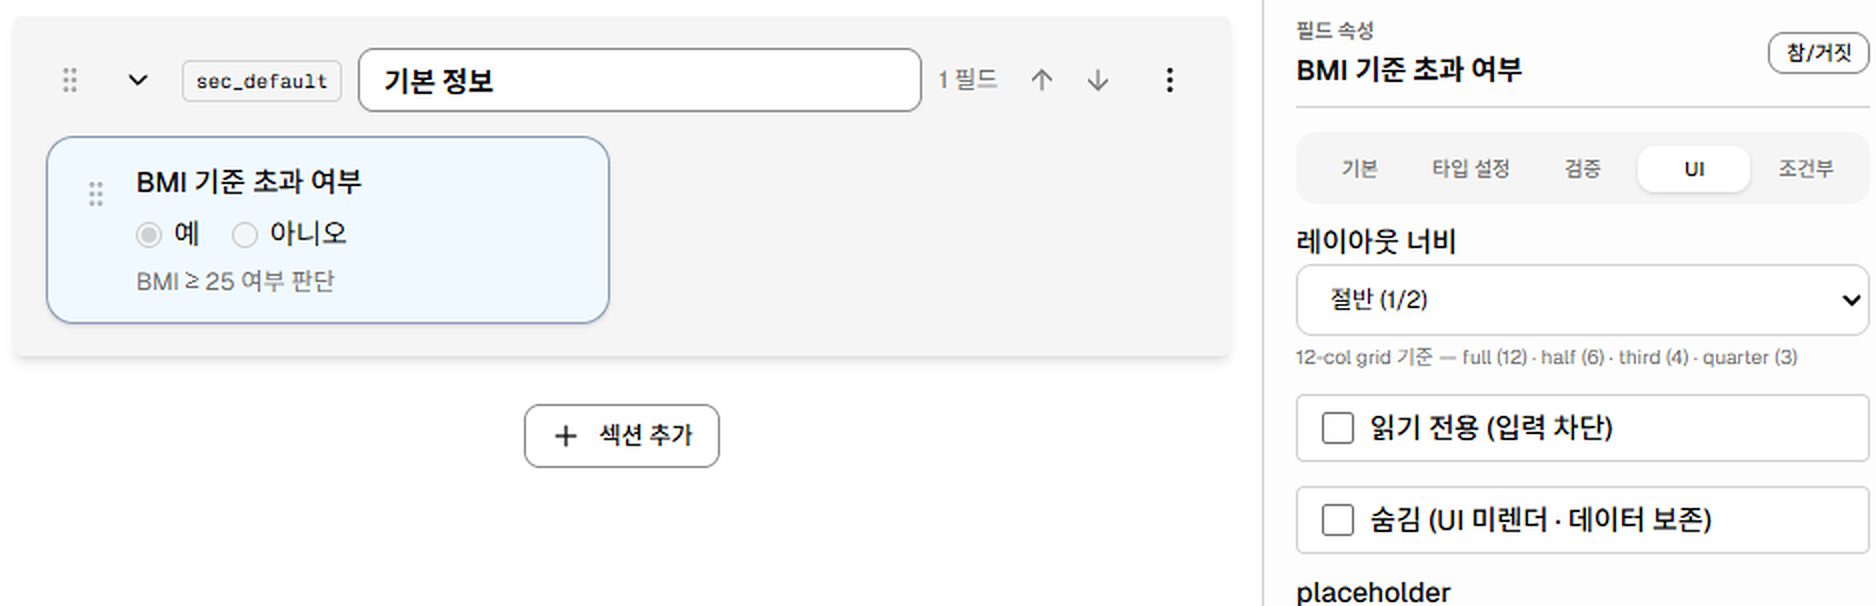 sec_default
기본 정보
1 필드
BMI 기준 초과 여부
예 아니오
BMI ≥ 25 여부 판단
+ 섹션 추가
필드 속성
BMI 기준 초과 여부
참/거짓
기본 타입 설정 검증 UI 조건부
레이아웃 너비
절반 (1/2)
12-col grid 기준 — full (12) · half (6) · third (4) · quarter (3)
읽기 전용 (입력 차단)
숨김 (UI 미렌더 · 데이터 보존)
placeholder